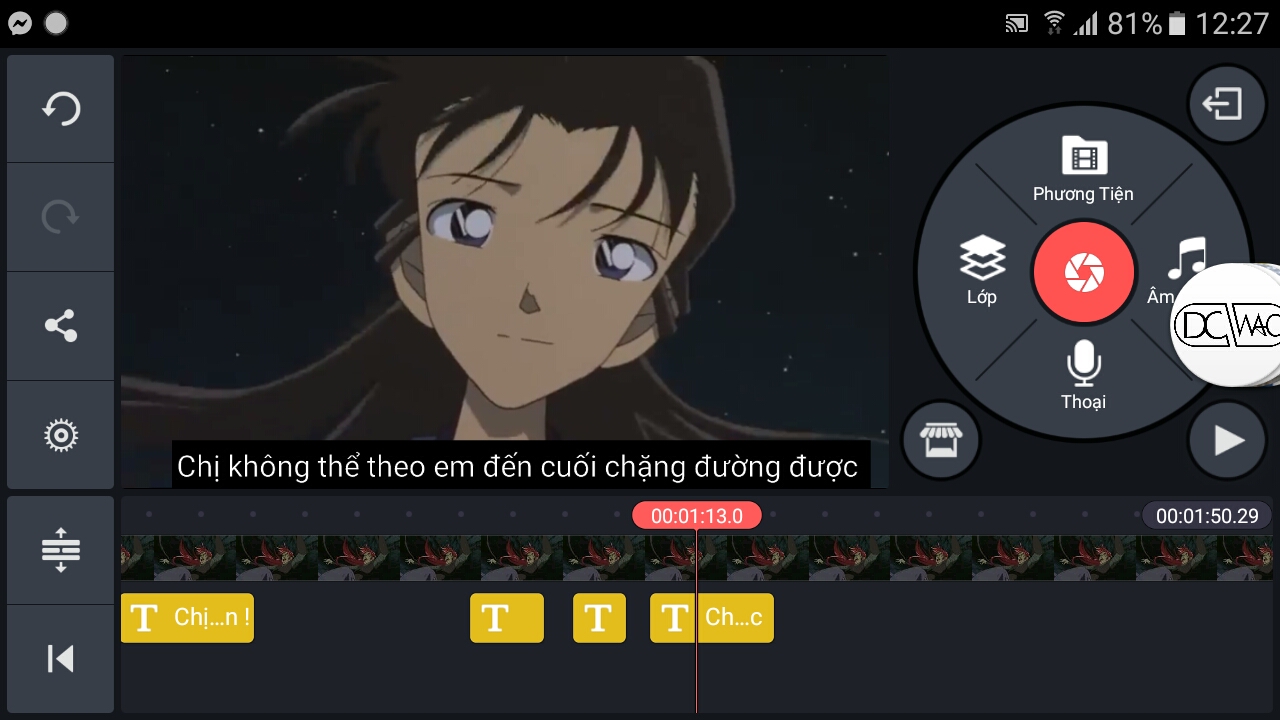 81% 12:27
Phương Tiện
Lớp
Âm
DC WAC
Thoại
Chị không thể theo em đến cuối chặng đường được
00:01:13.0
00:01:50.29
T Chị...n !
T
T
T Ch...c